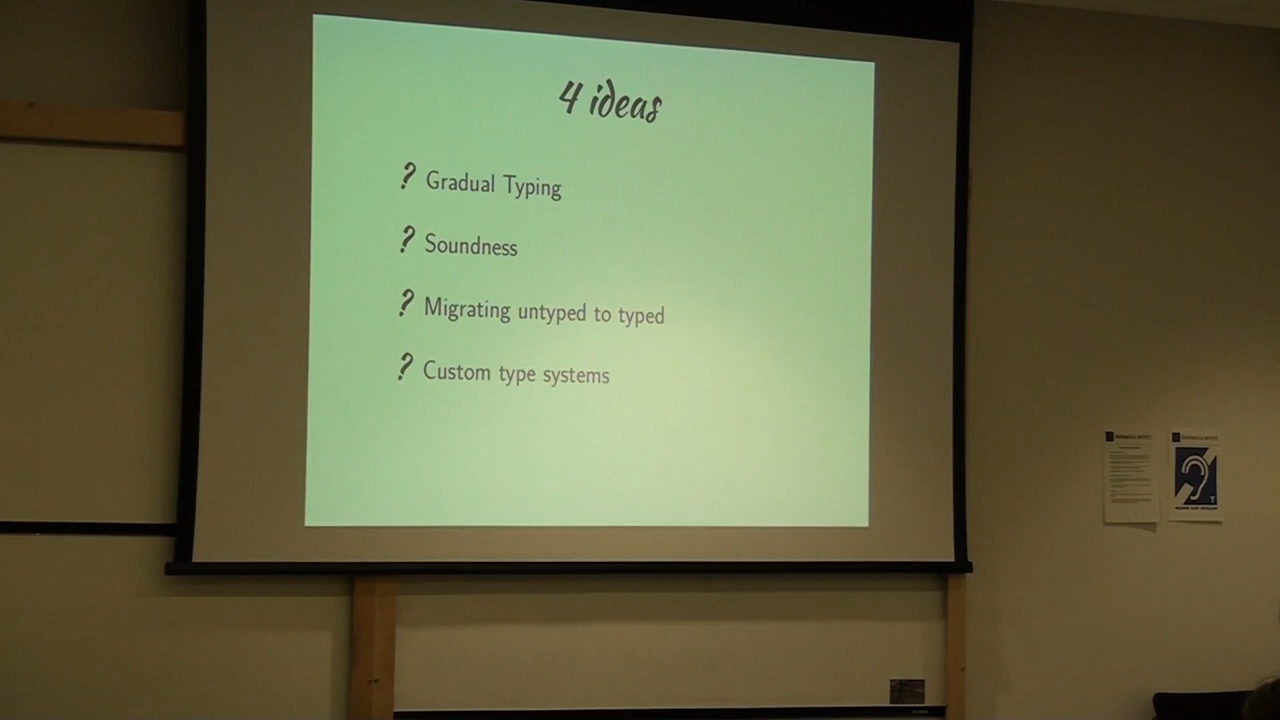 4 ideas
? Gradual Typing
? Soundness
? Migrating untyped to typed
? Custom type systems